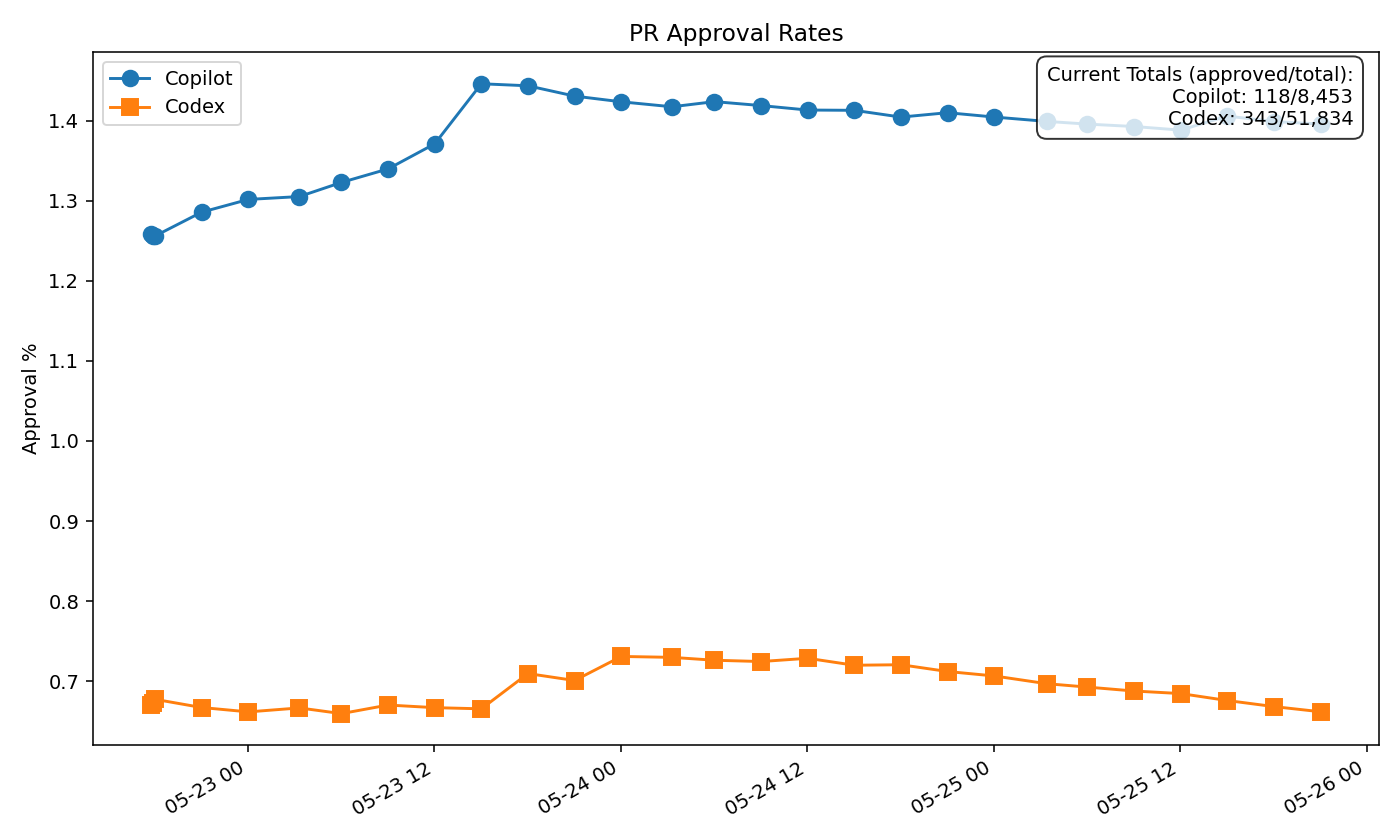 PR Approval Rates
Copilot
Codex
Current Totals (approved/total):
Copilot: 118/8,453
Codex: 343/51,834
Approval %
1.4
1.3
1.2
1.1
1.0
0.9
0.8
0.7
05-23 00
05-23 12
05-24 00
05-24 12
05-25 00
05-25 12
05-26 00